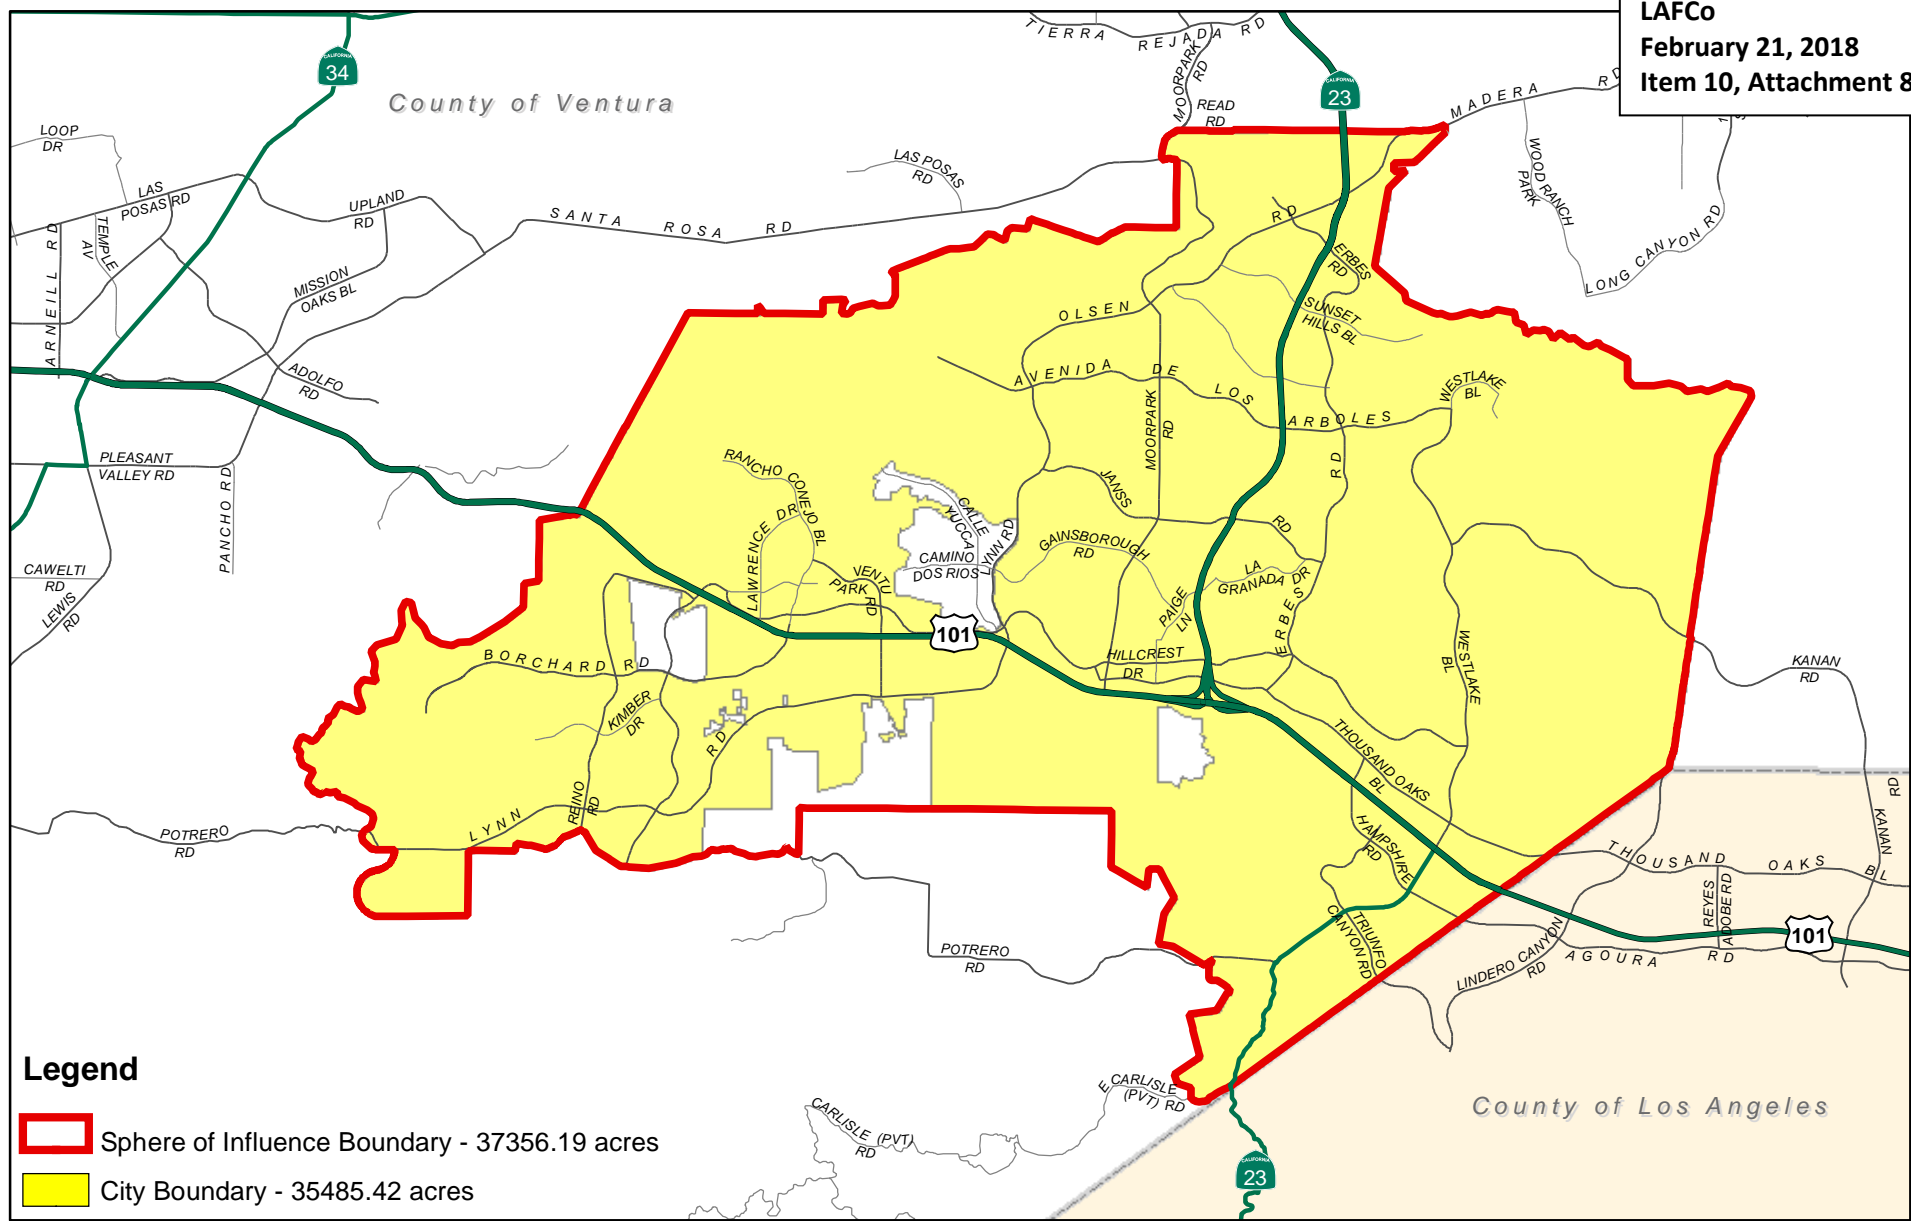 LAFCo
February 21, 2018
Item 10, Attachment 8
TIERRA REJADA RD
CALIFORNIA
34
County of Ventura
MOORPARK
RD
READ
RD
CALIFORNIA
23
MADERA RD
LOOP
DR
LAS
POSAS RD
LAS POSAS
RD
UPLAND
RD
WOOD RANCH
PARK
SANTA ROSA RD
ARNEILL RD
TEMPLE
AV
MISSION
OAKS BL
LONG CANYON RD
OLSEN RD
ERBES
RD
SUNSET
HILLS BL
ADOLFO
RD
AVENIDA DE LOS ARBOLES
WESTLAKE
BL
MOORPARK
RD
PLEASANT
VALLEY RD
PANCHO RD
RANCHO CONEJO BL
LAWRENCE DR
CALLE
YUCCA
LYNN RD
JANSS RD
RD
GAINSBOROUGH
RD
CAMINO
DOS RIOS
VENTU
PARK
RD
LA
GRANADA DR
PAIGE
LN
ERBES
CAWELTI
RD
LEWIS
RD
101
BORCHARD RD
HILLCREST
DR
WESTLAKE
BL
KANAN
RD
KIMBER
DR
RD
THOUSAND OAKS
BL
REINO
RD
LYNN
POTRERO
RD
HAMPSHIRE
RD
RD
KANAN
THOUSAND OAKS BL
REYES
ADOBE RD
TRIUNFO
CANYON RD
101
POTRERO
RD
LINDERO CANYON
RD
AGOURA RD
E CARLISLE
(PVT) RD
CARLISLE (PVT)
RD
County of Los Angeles
CALIFORNIA
23
Legend
Sphere of Influence Boundary - 37356.19 acres
City Boundary - 35485.42 acres